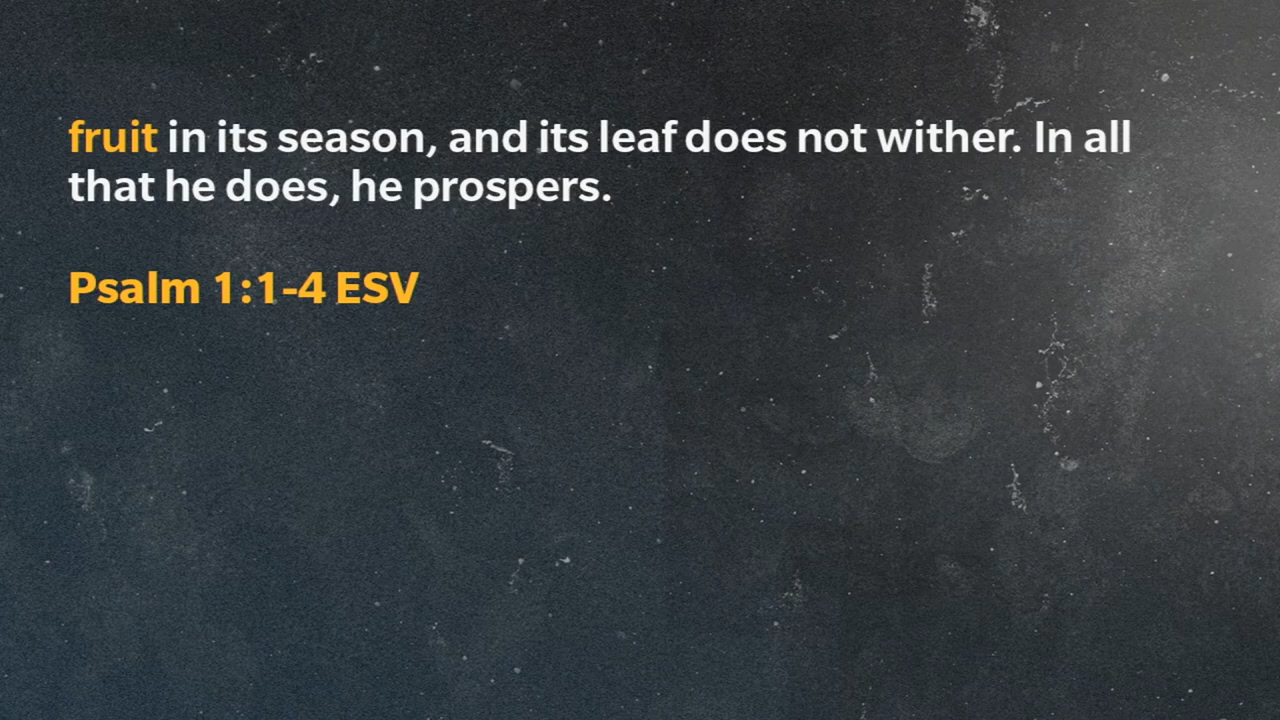 fruit in its season, and its leaf does not wither. In all
that he does, he prospers.
Psalm 1:1-4 ESV